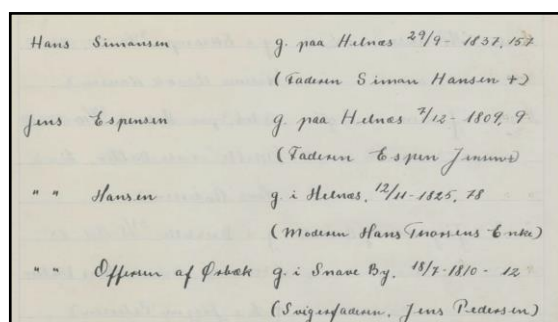 Hans Simonsen g. paa Helnæs 29/9 - 1837, 157
(Faderen Simon Hansen +)
Jens Espensen g. paa Helnæs 7/12 - 1809, 9
(Faderen Espen Jensen)
" " Hansen g. i Helnæs, 12/11 - 1825, 78
(Moderen Hans Thorsens Enke)
" " Offersen af Ørbæk g. i Snave By. 18/7 - 1810 - 12
(Svigerfaderen, Jens Pedersen)